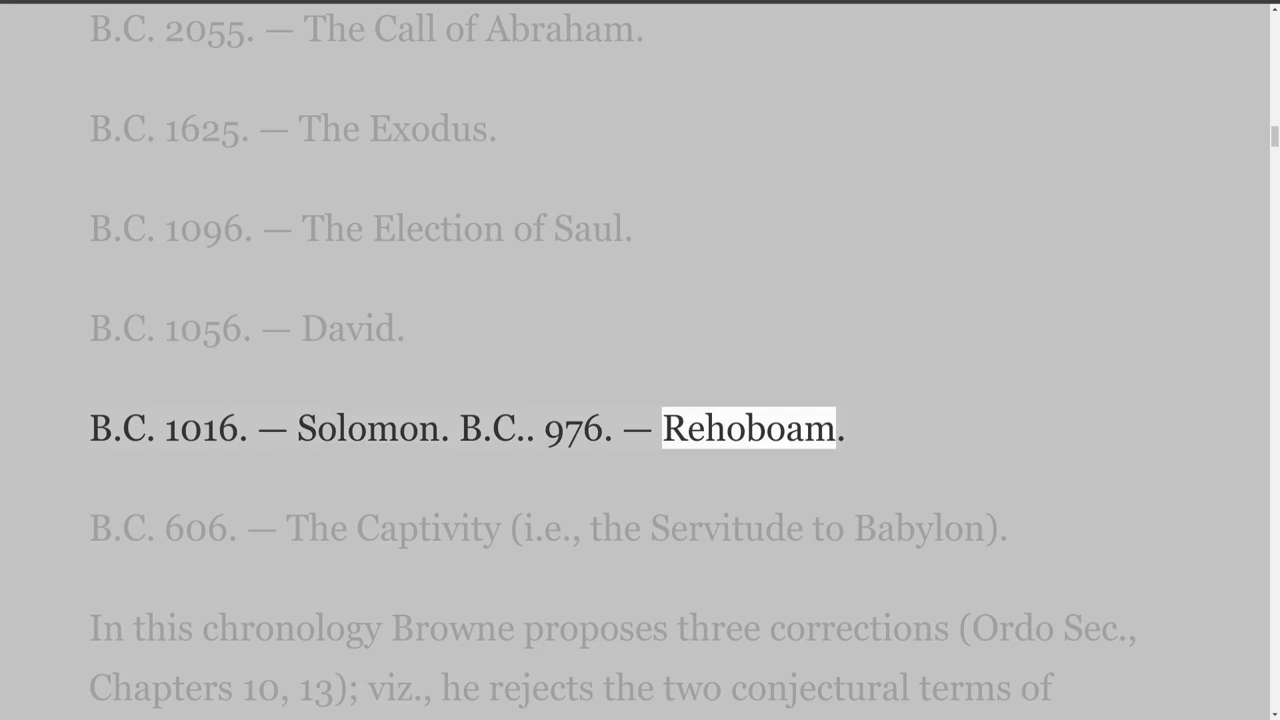 B.C. 2055. — The Call of Abraham.
B.C. 1625. — The Exodus.
B.C. 1096. — The Election of Saul.
B.C. 1056. — David.
B.C. 1016. — Solomon. B.C.. 976. — Rehoboam.
B.C. 606. — The Captivity (i.e., the Servitude to Babylon).
In this chronology Browne proposes three corrections (Ordo Sec.,
Chapters 10, 13); viz., he rejects the two conjectural terms of